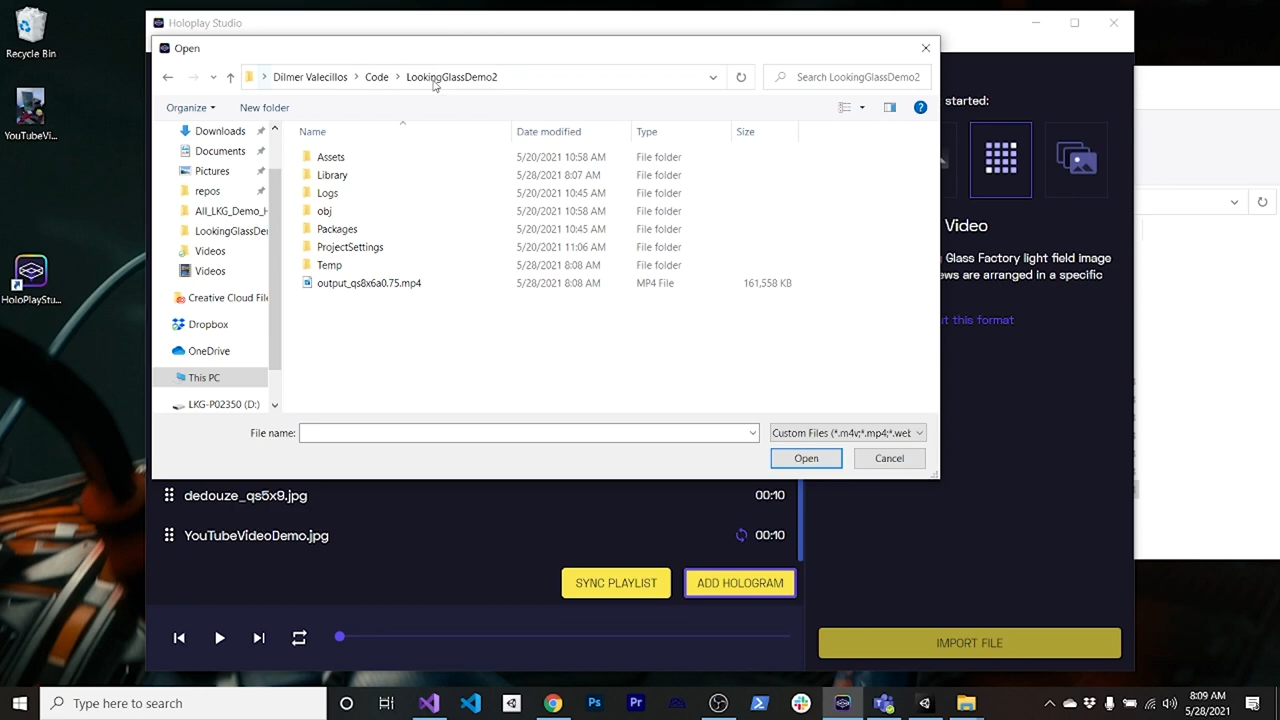 Recycle Bin
YouTubeVi...
HoloPlayStu...
Holoplay Studio
Open
Dilmer Valecillos
Code
LookingGlassDemo2
Search LookingGlassDemo2
Organize
New folder
Name
Date modified
Type
Size
Downloads
Documents
Pictures
repos
All_LKG_Demo_H
LookingGlassDem
Videos
Videos
Creative Cloud File
Dropbox
OneDrive
This PC
LKG-P02350 (D:)
Assets 5/20/2021 10:58 AM File folder
Library 5/28/2021 8:07 AM File folder
Logs 5/20/2021 10:45 AM File folder
obj 5/20/2021 10:58 AM File folder
Packages 5/20/2021 10:45 AM File folder
ProjectSettings 5/20/2021 11:06 AM File folder
Temp 5/28/2021 8:08 AM File folder
output_qs8x6a0.75.mp4 5/28/2021 8:08 AM MP4 File 161,558 KB
File name:
Custom Files (*.m4v;*.mp4;*.web
Open
Cancel
started:
Video
Glass Factory light field image
ews are arranged in a specific
t this format
dedouze_qs5x9.jpg 00:10
YouTubeVideoDemo.jpg 00:10
SYNC PLAYLIST
ADD HOLOGRAM
IMPORT FILE
Type here to search
Ps
Pr
8:09 AM
5/28/2021